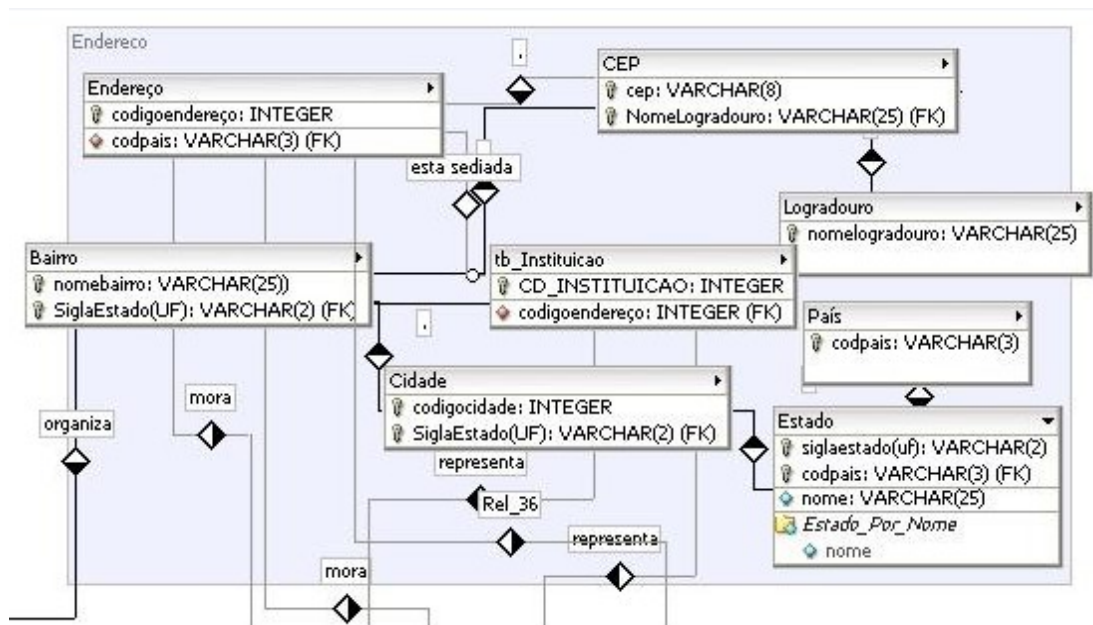 Endereco
.
CEP
cep: VARCHAR(8)
NomeLogradouro: VARCHAR(25) (FK)
Endereço
codigoendereço: INTEGER
codpais: VARCHAR(3) (FK)
esta sediada
Logradouro
nomelogradouro: VARCHAR(25)
Bairro
nomebairro: VARCHAR(25))
SiglaEstado(UF): VARCHAR(2) (FK)
tb_Instituicao
CD_INSTITUICAO: INTEGER
codigoendereço: INTEGER (FK)
.
País
codpais: VARCHAR(3)
Cidade
codigocidade: INTEGER
SiglaEstado(UF): VARCHAR(2) (FK)
mora
organiza
Estado
siglaestado(uf): VARCHAR(2)
codpais: VARCHAR(3) (FK)
nome: VARCHAR(25)
Estado_Por_Nome
nome
representa
Rel_36
representa
mora